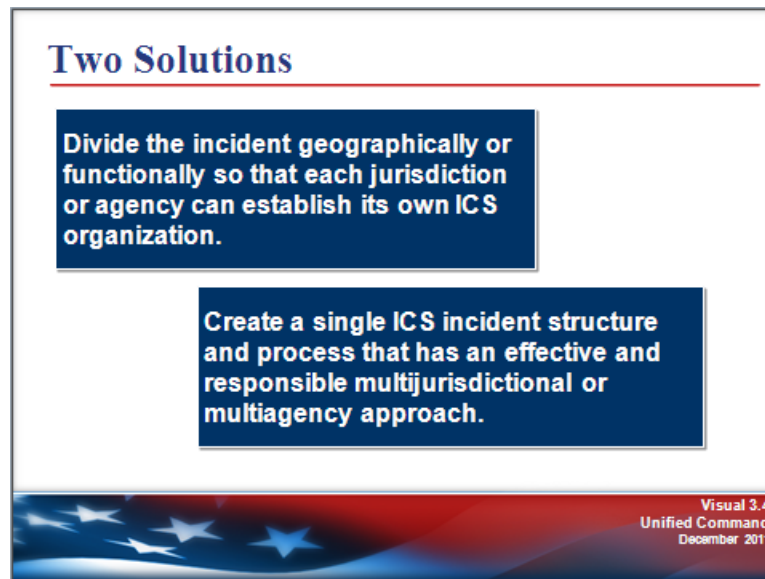 Two Solutions
Divide the incident geographically or
functionally so that each jurisdiction
or agency can establish its own ICS
organization.
Create a single ICS incident structure
and process that has an effective and
responsible multijurisdictional or
multiagency approach.
Visual 3.4
Unified Command
December 201